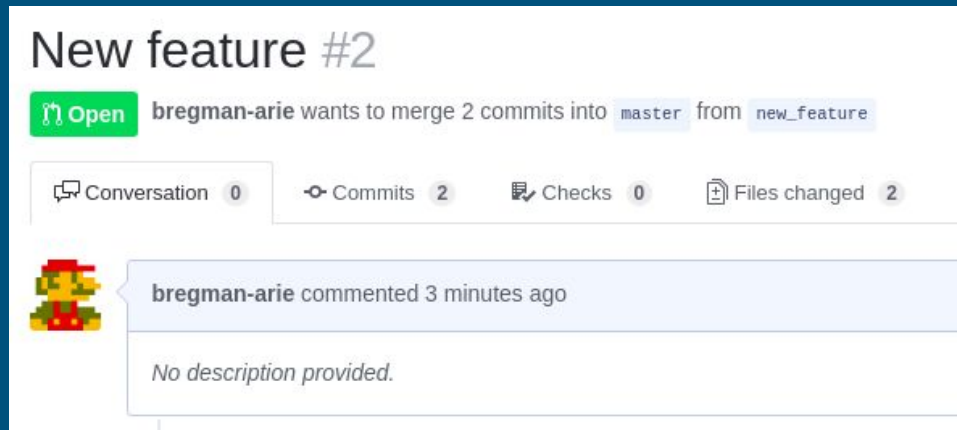 New feature #2
Open bregman-arie wants to merge 2 commits into master from new_feature
Conversation 0 Commits 2 Checks 0 Files changed 2
bregman-arie commented 3 minutes ago
No description provided.